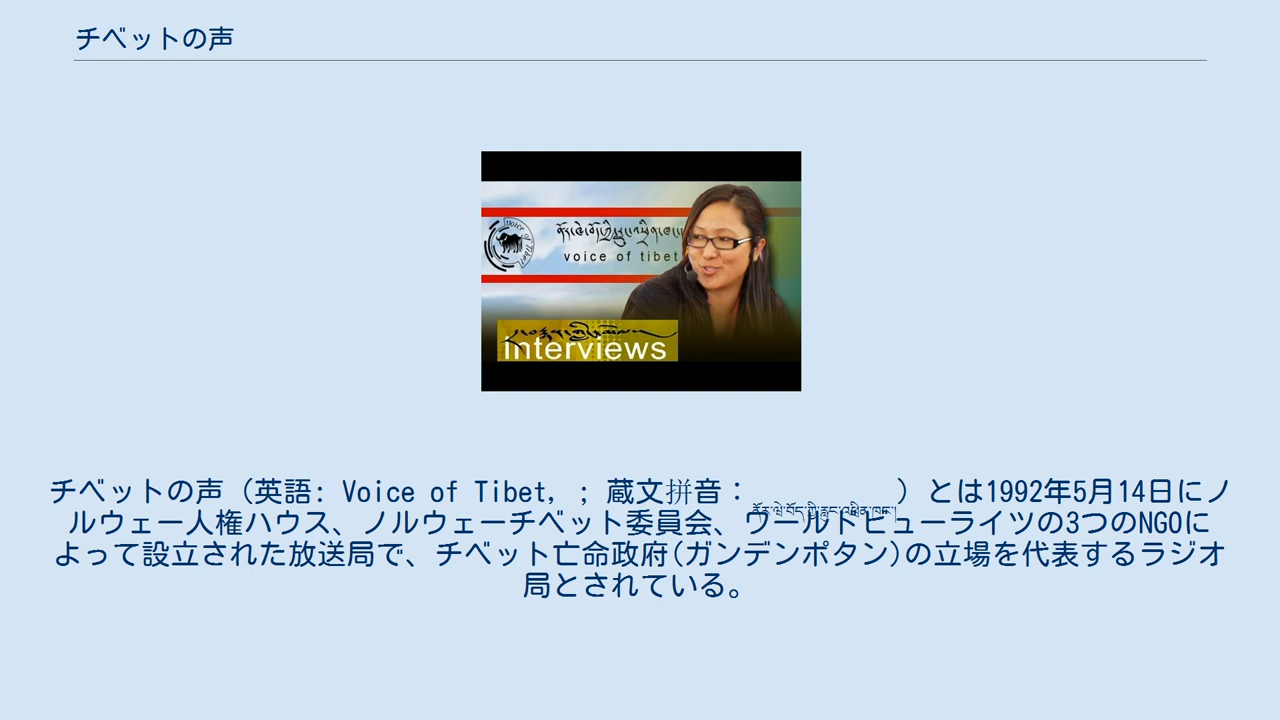 チベットの声
voice of Tibet
voice of tibet
interviews
チベットの声（英語: Voice of Tibet, ; 蔵文拼音：）とは1992年5月14日にノ
ルウェー人権ハウス、ノルウェーチベット委員会、ワールドビューライツの3つのNGOに
よって設立された放送局で、チベット亡命政府(ガンデンポタン)の立場を代表するラジオ
局とされている。